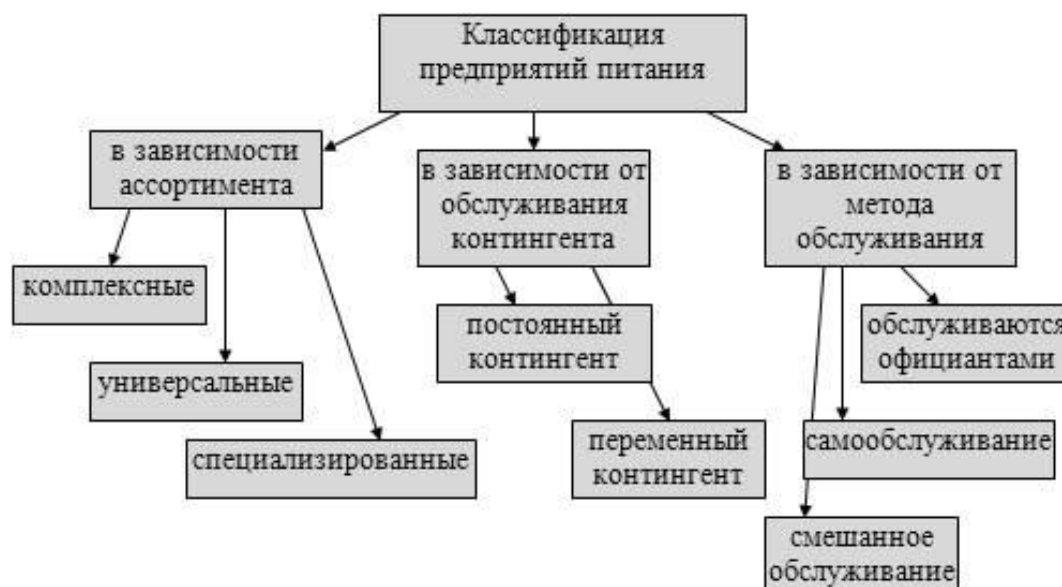 Классификация
предприятий питания
в зависимости
ассортимента
в зависимости от
обслуживания
контингента
в зависимости от
метода
обслуживания
комплексные
универсальные
специализированные
постоянный
контингент
переменный
контингент
обслуживаются
официантами
самообслуживание
смешанное
обслуживание